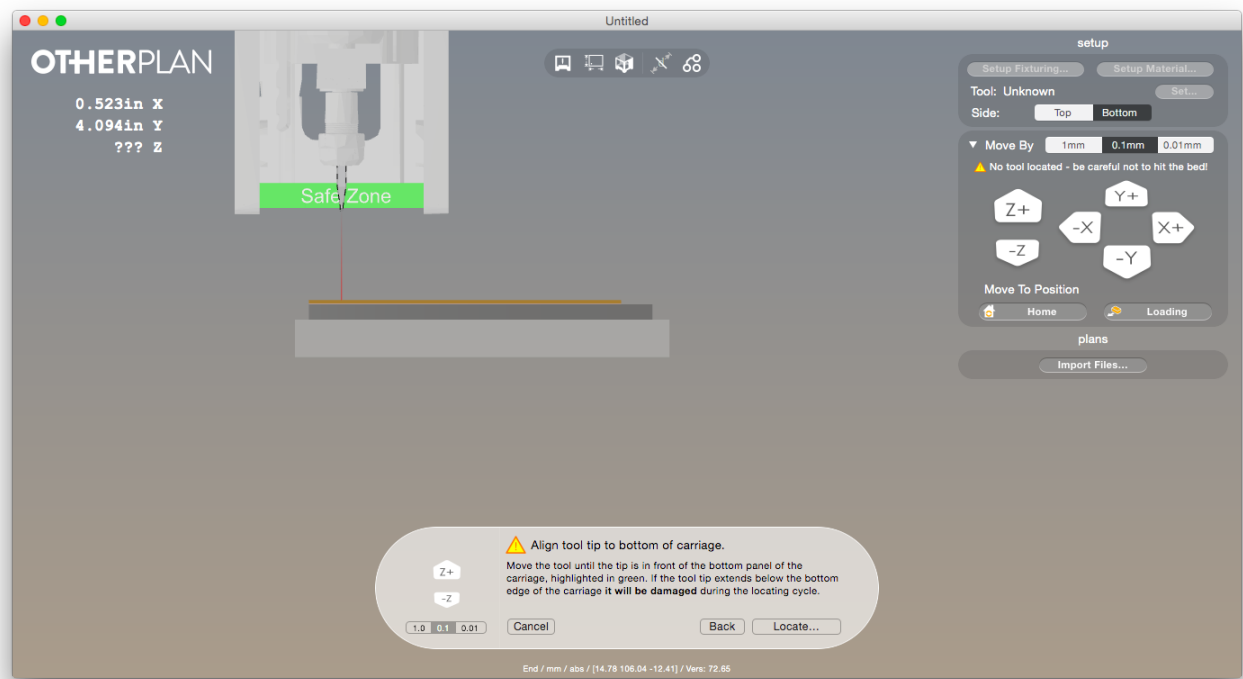 Untitled
OTHERPLAN
0.523in X
4.094in Y
??? Z
Safe Zone
setup
Setup Fixturing...
Setup Material...
Tool: Unknown
Set...
Side:
Top
Bottom
Move By
1mm
0.1mm
0.01mm
No tool located - be careful not to hit the bed!
Z+
-Z
Y+
-X
X+
-Y
Move To Position
Home
Loading
plans
Import Files...
Align tool tip to bottom of carriage.
Move the tool until the tip is in front of the bottom panel of the
carriage, highlighted in green. If the tool tip extends below the bottom
edge of the carriage it will be damaged during the locating cycle.
Z+
-Z
1.0 0.1 0.01
Cancel
Back
Locate...
End / mm / abs / [14.78 106.04 -12.41] / Vers: 72.65